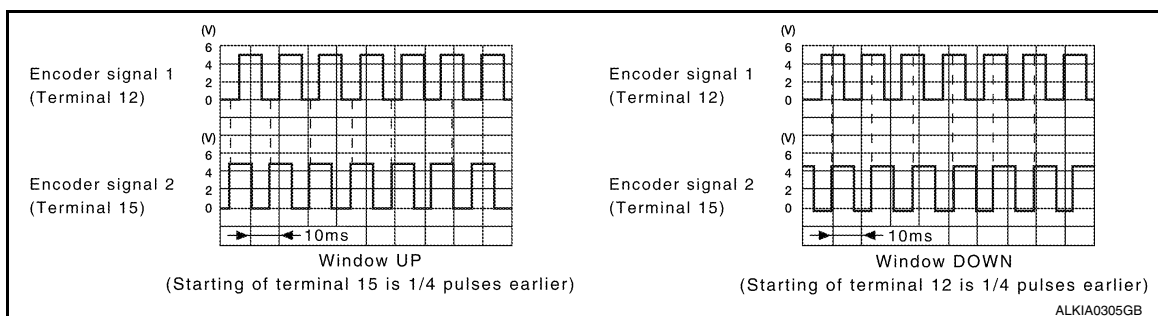 (V)
6
4
2
0
Encoder signal 1
(Terminal 12)
(V)
6
4
2
0
Encoder signal 2
(Terminal 15)
10ms
Window UP
(Starting of terminal 15 is 1/4 pulses earlier)
(V)
6
4
2
0
Encoder signal 1
(Terminal 12)
(V)
6
4
2
0
Encoder signal 2
(Terminal 15)
10ms
Window DOWN
(Starting of terminal 12 is 1/4 pulses earlier)
ALKIA0305GB